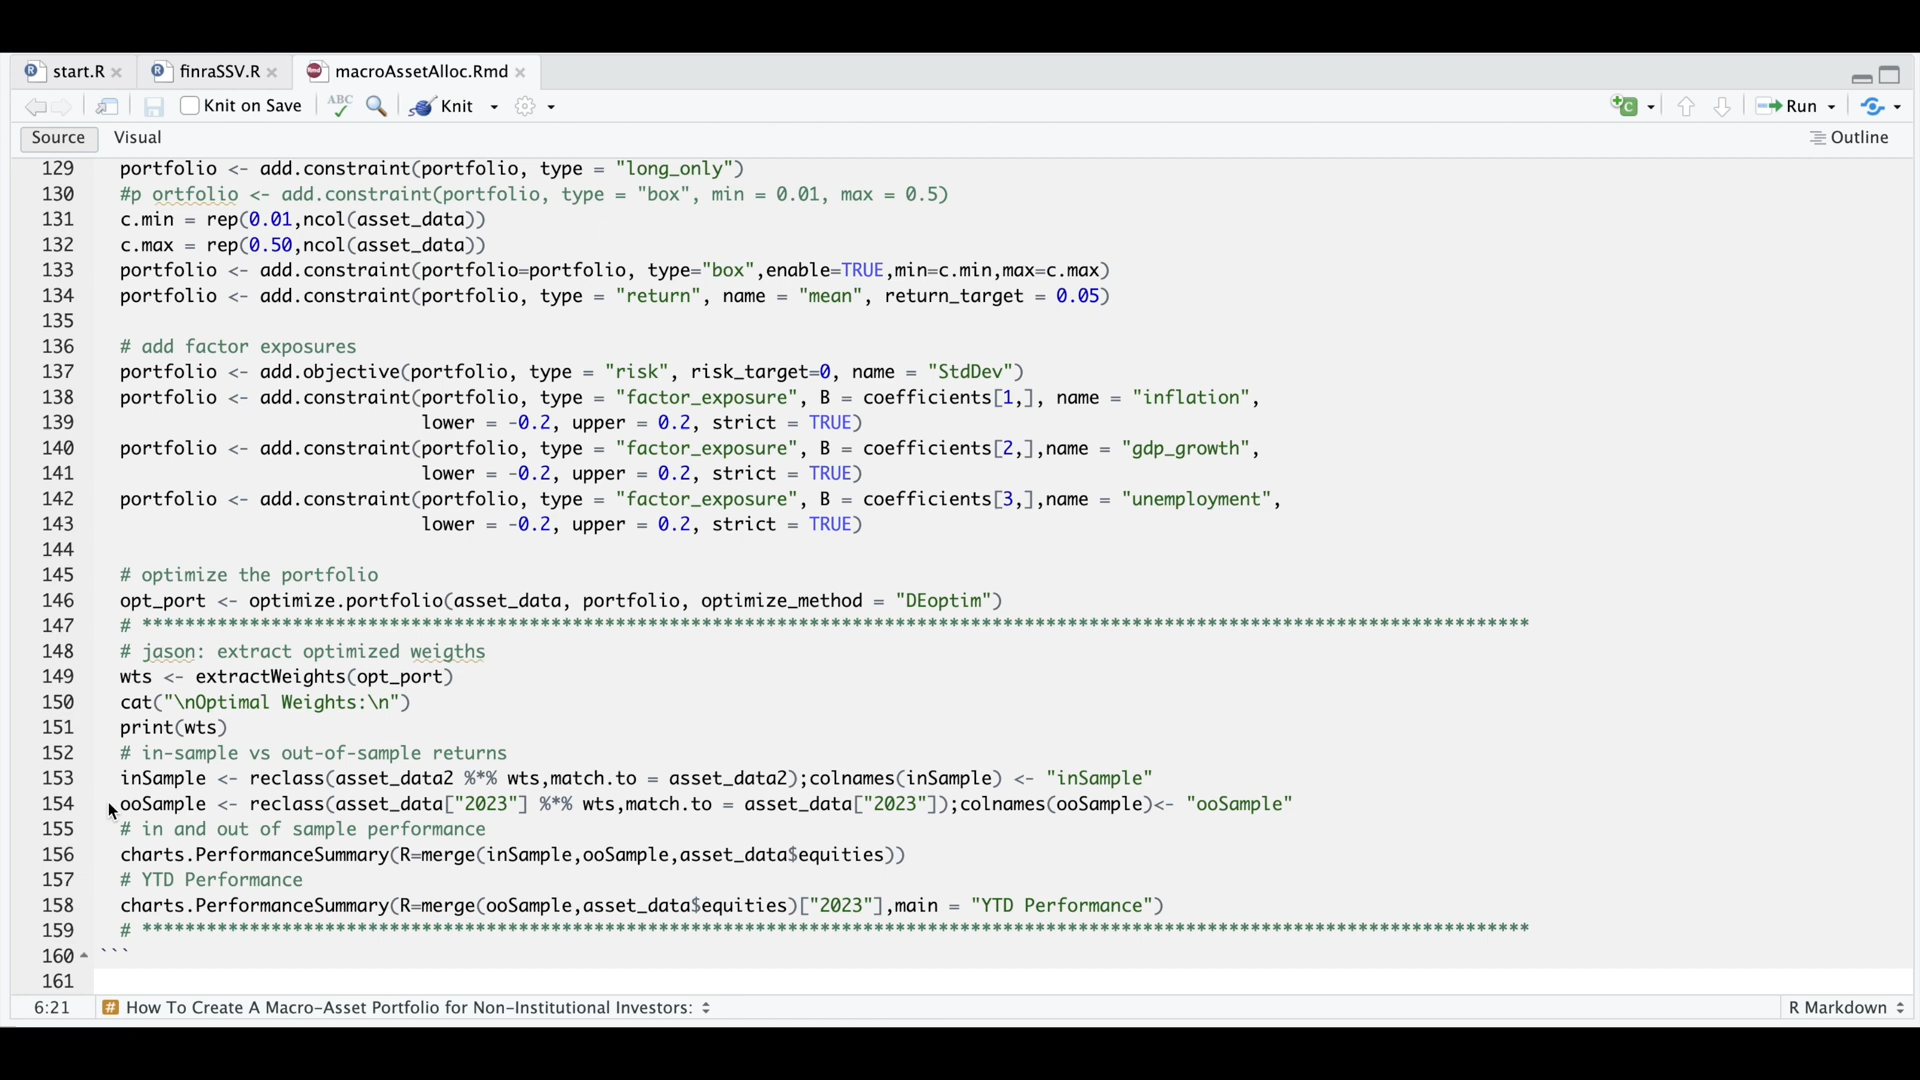 start.R
finraSSV.R
macroAssetAlloc.Rmd
Knit on Save
ABC
Knit
Run
Source
Visual
Outline
129 portfolio <- add.constraint(portfolio, type = "long_only")
130 #p ortfolio <- add.constraint(portfolio, type = "box", min = 0.01, max = 0.5)
131 c.min = rep(0.01,ncol(asset_data))
132 c.max = rep(0.50,ncol(asset_data))
133 portfolio <- add.constraint(portfolio=portfolio, type="box",enable=TRUE,min=c.min,max=c.max)
134 portfolio <- add.constraint(portfolio, type = "return", name = "mean", return_target = 0.05)
135
136 # add factor exposures
137 portfolio <- add.objective(portfolio, type = "risk", risk_target=0, name = "StdDev")
138 portfolio <- add.constraint(portfolio, type = "factor_exposure", B = coefficients[1,], name = "inflation",
139 lower = -0.2, upper = 0.2, strict = TRUE)
140 portfolio <- add.constraint(portfolio, type = "factor_exposure", B = coefficients[2,],name = "gdp_growth",
141 lower = -0.2, upper = 0.2, strict = TRUE)
142 portfolio <- add.constraint(portfolio, type = "factor_exposure", B = coefficients[3,],name = "unemployment",
143 lower = -0.2, upper = 0.2, strict = TRUE)
144
145 # optimize the portfolio
146 opt_port <- optimize.portfolio(asset_data, portfolio, optimize_method = "DEoptim")
147 # *********************************************************************************************************************************
148 # jason: extract optimized weigths
149 wts <- extractWeights(opt_port)
150 cat("\nOptimal Weights:\n")
151 print(wts)
152 # in-sample vs out-of-sample returns
153 inSample <- reclass(asset_data2 %*% wts,match.to = asset_data2);colnames(inSample) <- "inSample"
154 ooSample <- reclass(asset_data["2023"] %*% wts,match.to = asset_data["2023"]);colnames(ooSample)<- "ooSample"
155 # in and out of sample performance
156 charts.PerformanceSummary(R=merge(inSample,ooSample,asset_data$equities))
157 # YTD Performance
158 charts.PerformanceSummary(R=merge(ooSample,asset_data$equities)["2023"],main = "YTD Performance")
159 # *********************************************************************************************************************************
160 ```
161
6:21 # How To Create A Macro-Asset Portfolio for Non-Institutional Investors:
R Markdown